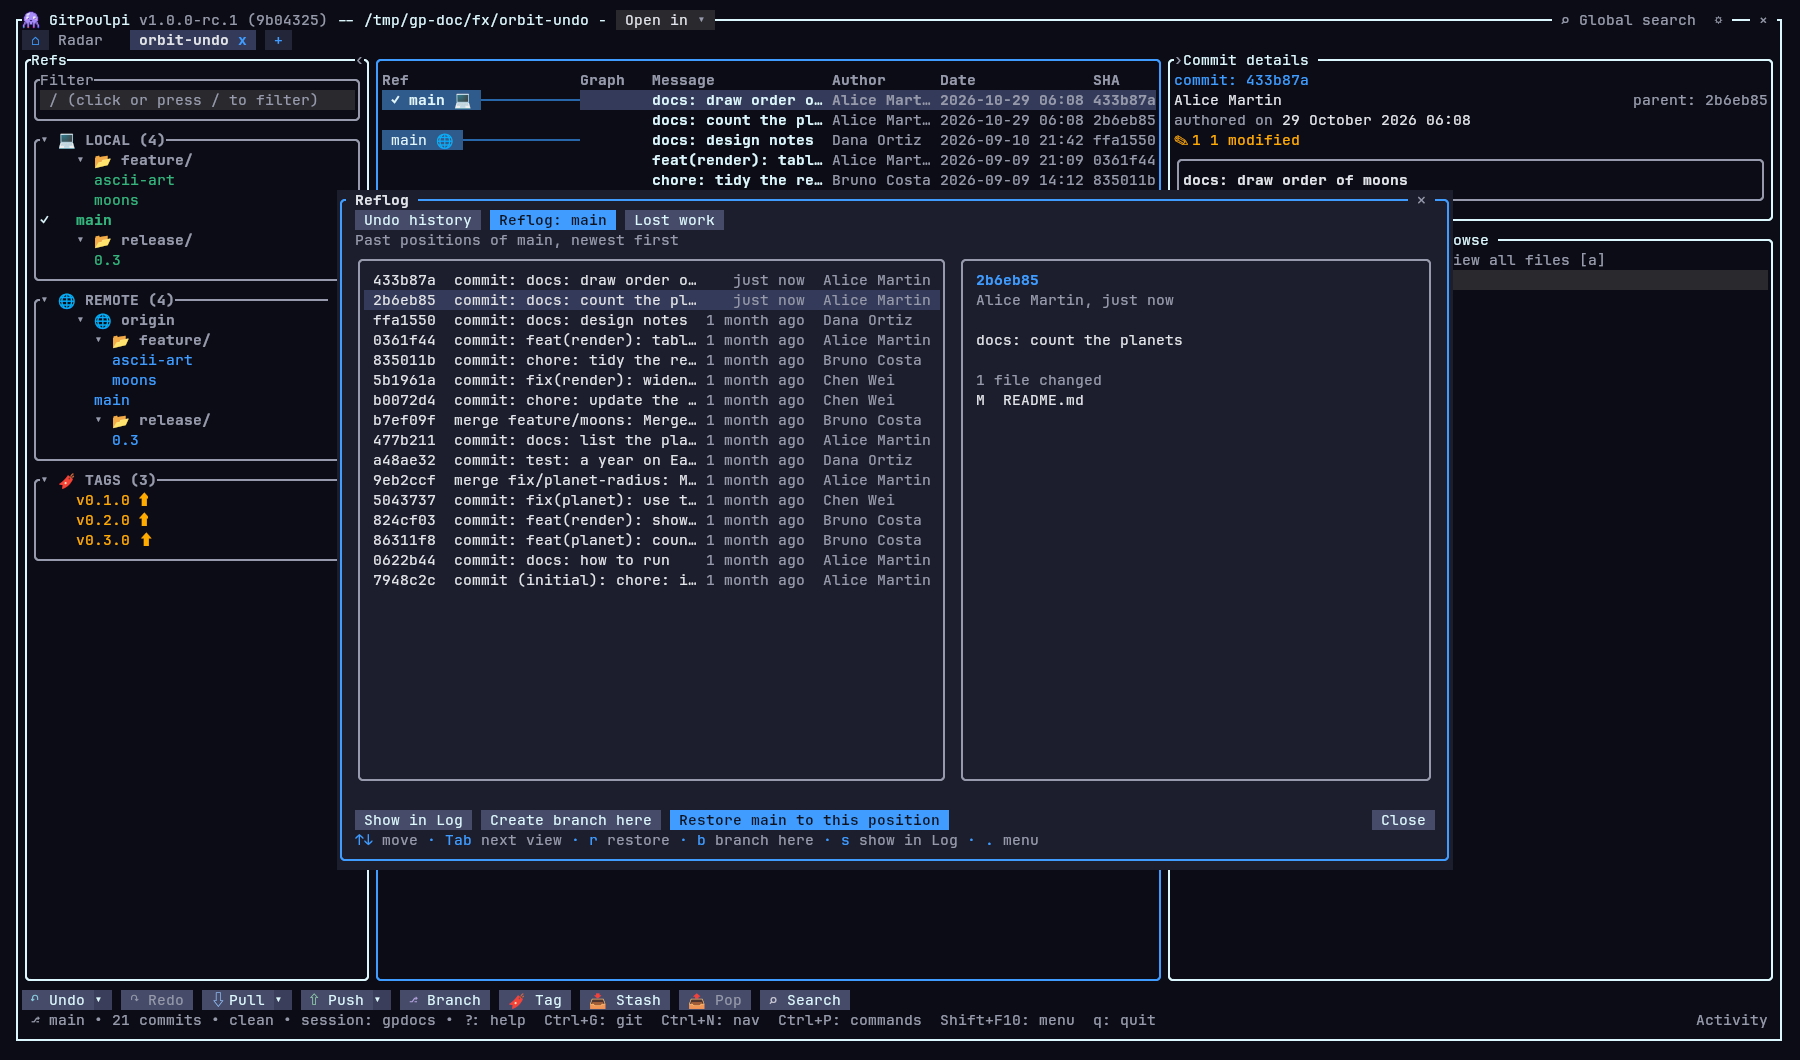 GitPoulpi v1.0.0-rc.1 (9b04325) —— /tmp/gp-doc/fx/orbit-undo - Open in ▾ ⌕ Global search ⚙ — ×
⌂ Radar orbit-undo x +
Refs ‹
Filter
/ (click or press / to filter)
▾ 💻 LOCAL (4)
▾ 📂 feature/
ascii-art
moons
✓ main
▾ 📂 release/
0.3
▾ 🌐 REMOTE (4)
▾ 🌐 origin
▾ 📂 feature/
ascii-art
moons
main
▾ 📂 release/
0.3
▾ TAGS (3)
v0.1.0 ⬆
v0.2.0 ⬆
v0.3.0 ⬆
Ref Graph Message Author Date SHA
✓ main 💻 docs: draw order o… Alice Mart… 2026-10-29 06:08 433b87a
docs: count the pl… Alice Mart… 2026-10-29 06:08 2b6eb85
main 🌐 docs: design notes Dana Ortiz 2026-09-10 21:42 ffa1550
feat(render): tabl… Alice Mart… 2026-09-09 21:09 0361f44
chore: tidy the re… Bruno Costa 2026-09-09 14:12 835011b
›Commit details
commit: 433b87a
Alice Martin parent: 2b6eb85
authored on 29 October 2026 06:08
✎1 1 modified
docs: draw order of moons
owse
iew all files [a]
Reflog ×
Undo history Reflog: main Lost work
Past positions of main, newest first
433b87a commit: docs: draw order o… just now Alice Martin
2b6eb85 commit: docs: count the pl… just now Alice Martin
ffa1550 commit: docs: design notes 1 month ago Dana Ortiz
0361f44 commit: feat(render): tabl… 1 month ago Alice Martin
835011b commit: chore: tidy the re… 1 month ago Bruno Costa
5b1961a commit: fix(render): widen… 1 month ago Chen Wei
b0072d4 commit: chore: update the … 1 month ago Chen Wei
b7ef09f merge feature/moons: Merge… 1 month ago Bruno Costa
477b211 commit: docs: list the pla… 1 month ago Alice Martin
a48ae32 commit: test: a year on Ea… 1 month ago Dana Ortiz
9eb2ccf merge fix/planet-radius: M… 1 month ago Alice Martin
5043737 commit: fix(planet): use t… 1 month ago Chen Wei
824cf03 commit: feat(render): show… 1 month ago Bruno Costa
86311f8 commit: feat(planet): coun… 1 month ago Bruno Costa
0622b44 commit: docs: how to run 1 month ago Alice Martin
7948c2c commit (initial): chore: i… 1 month ago Alice Martin
2b6eb85
Alice Martin, just now
docs: count the planets
1 file changed
M README.md
Show in Log Create branch here Restore main to this position Close
↑↓ move · Tab next view · r restore · b branch here · s show in Log · . menu
↶ Undo ▾ ↷ Redo ⇩ Pull ▾ ⇧ Push ▾ ⎇ Branch Tag 📥 Stash 📤 Pop ⌕ Search
⎇ main • 21 commits • clean • session: gpdocs • ?: help Ctrl+G: git Ctrl+N: nav Ctrl+P: commands Shift+F10: menu q: quit Activity